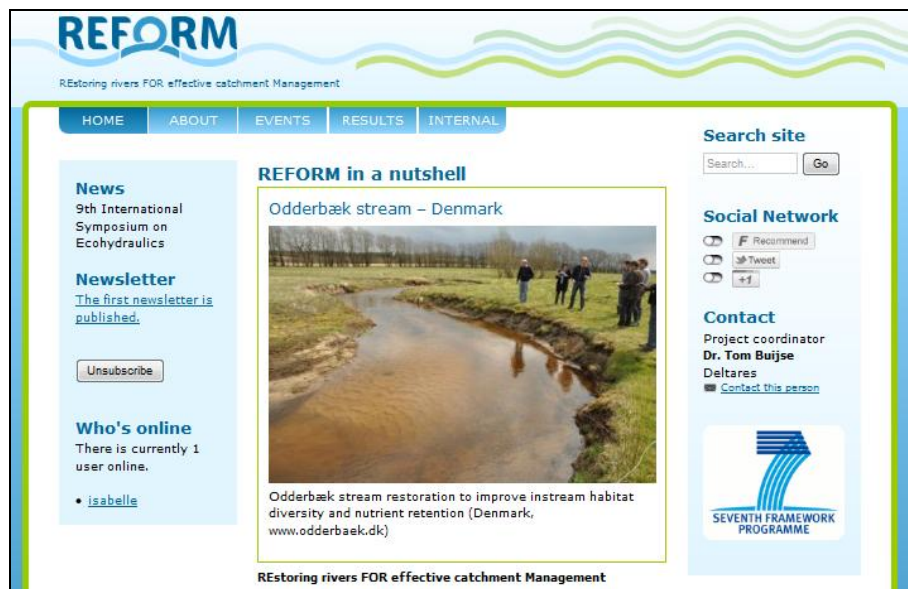 REFORM
REstoring rivers FOR effective catchment Management
HOME
ABOUT
EVENTS
RESULTS
INTERNAL
News
9th International
Symposium on
Ecohydraulics
Newsletter
The first newsletter is
published.
Unsubscribe
Who's online
There is currently 1
user online.
• isabelle
REFORM in a nutshell
Odderbæk stream – Denmark
Odderbæk stream restoration to improve instream habitat
diversity and nutrient retention (Denmark,
www.odderbaek.dk)
REstoring rivers FOR effective catchment Management
Search site
Search...
Go
Social Network
F Recommend
Tweet
+1
Contact
Project coordinator
Dr. Tom Buijse
Deltares
Contact this person
SEVENTH FRAMEWORK
PROGRAMME